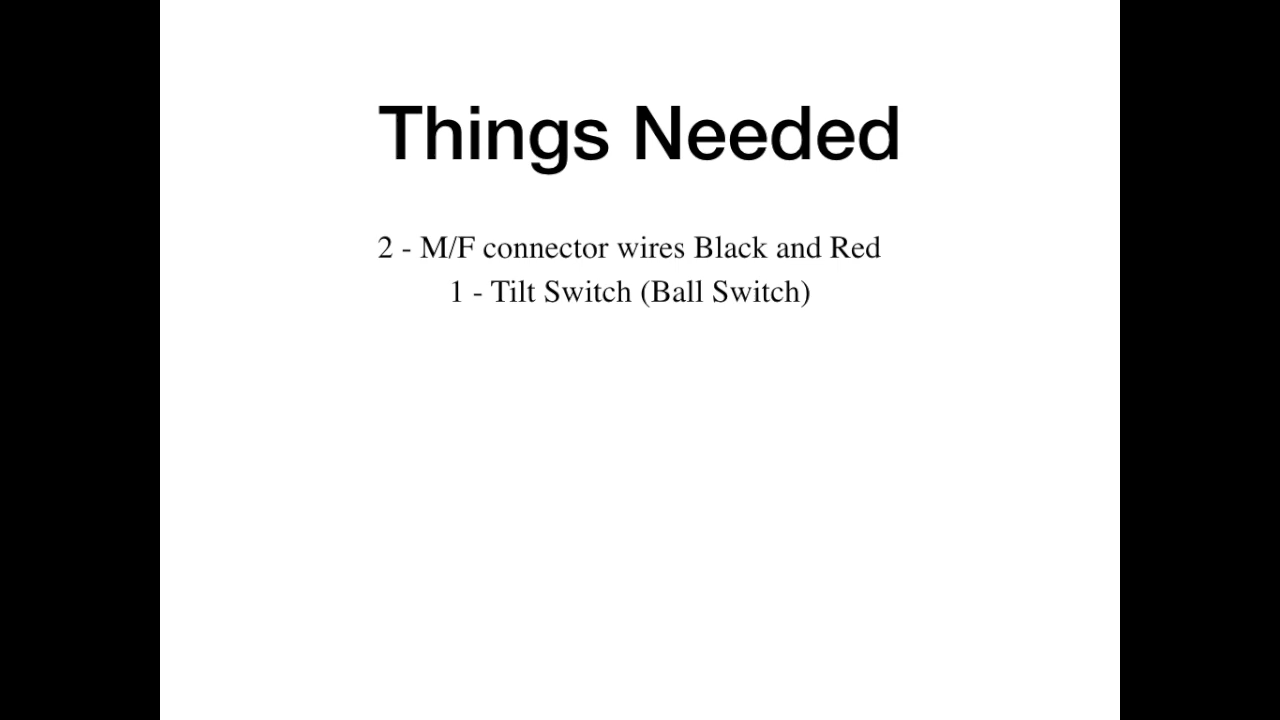 Things Needed
2 - M/F connector wires Black and Red
1 - Tilt Switch (Ball Switch)